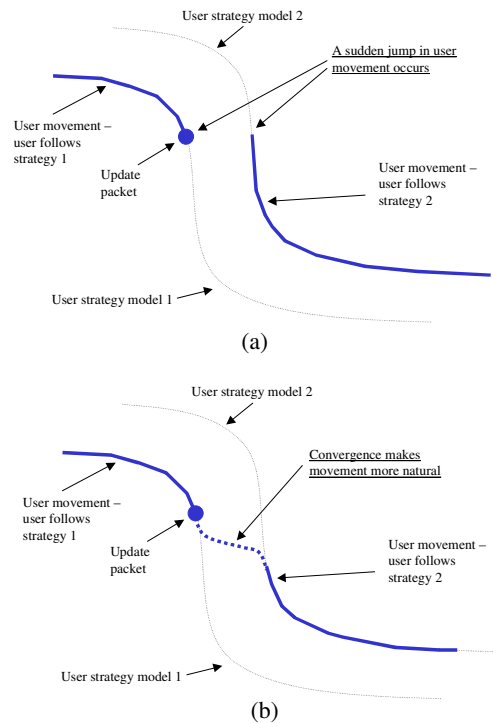 User strategy model 2
A sudden jump in user
movement occurs
User movement –
user follows
strategy 1
Update
packet
User movement –
user follows
strategy 2
User strategy model 1
(a)
User strategy model 2
Convergence makes
movement more natural
User movement –
user follows
strategy 1
Update
packet
User movement –
user follows
strategy 2
User strategy model 1
(b)